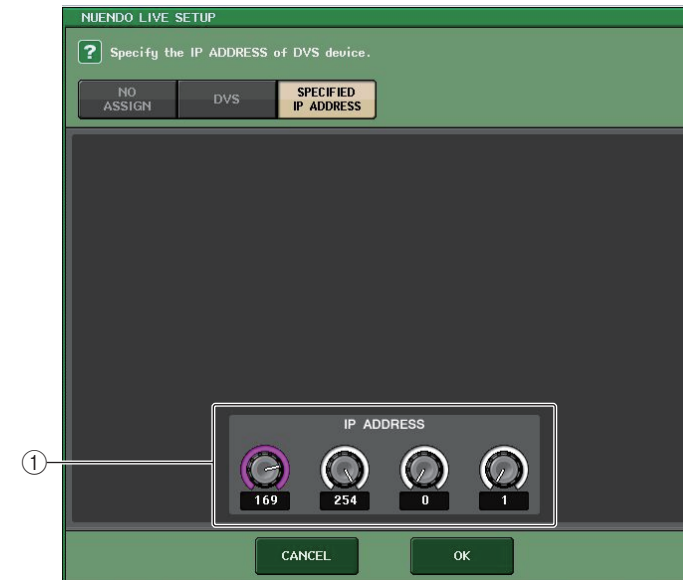 NUENDO LIVE SETUP
? Specify the IP ADDRESS of DVS device.
NO ASSIGN
DVS
SPECIFIED IP ADDRESS
IP ADDRESS
169 254 0 1
1
CANCEL OK